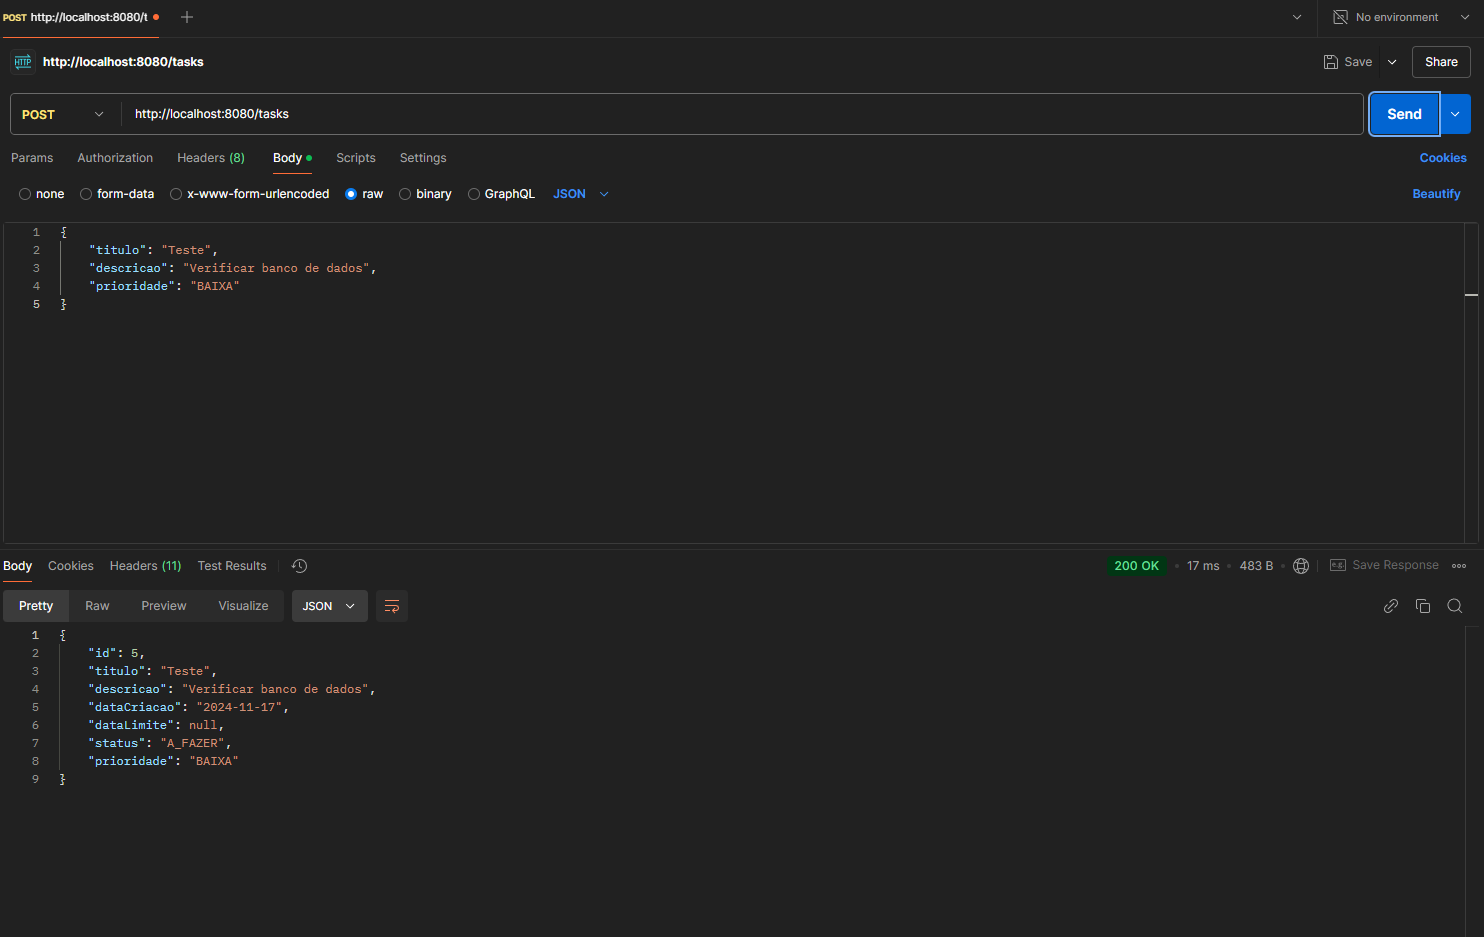 POST http://localhost:8080/t
No environment
HTTP http://localhost:8080/tasks
Save
Share
POST http://localhost:8080/tasks
Send
Params Authorization Headers (8) Body Scripts Settings Cookies
none form-data x-www-form-urlencoded raw binary GraphQL JSON Beautify
1 {
2 "titulo": "Teste",
3 "descricao": "Verificar banco de dados",
4 "prioridade": "BAIXA"
5 }
Body Cookies Headers (11) Test Results 200 OK 17 ms 483 B e.g. Save Response
Pretty Raw Preview Visualize JSON
1 {
2 "id": 5,
3 "titulo": "Teste",
4 "descricao": "Verificar banco de dados",
5 "dataCriacao": "2024-11-17",
6 "dataLimite": null,
7 "status": "A_FAZER",
8 "prioridade": "BAIXA"
9 }